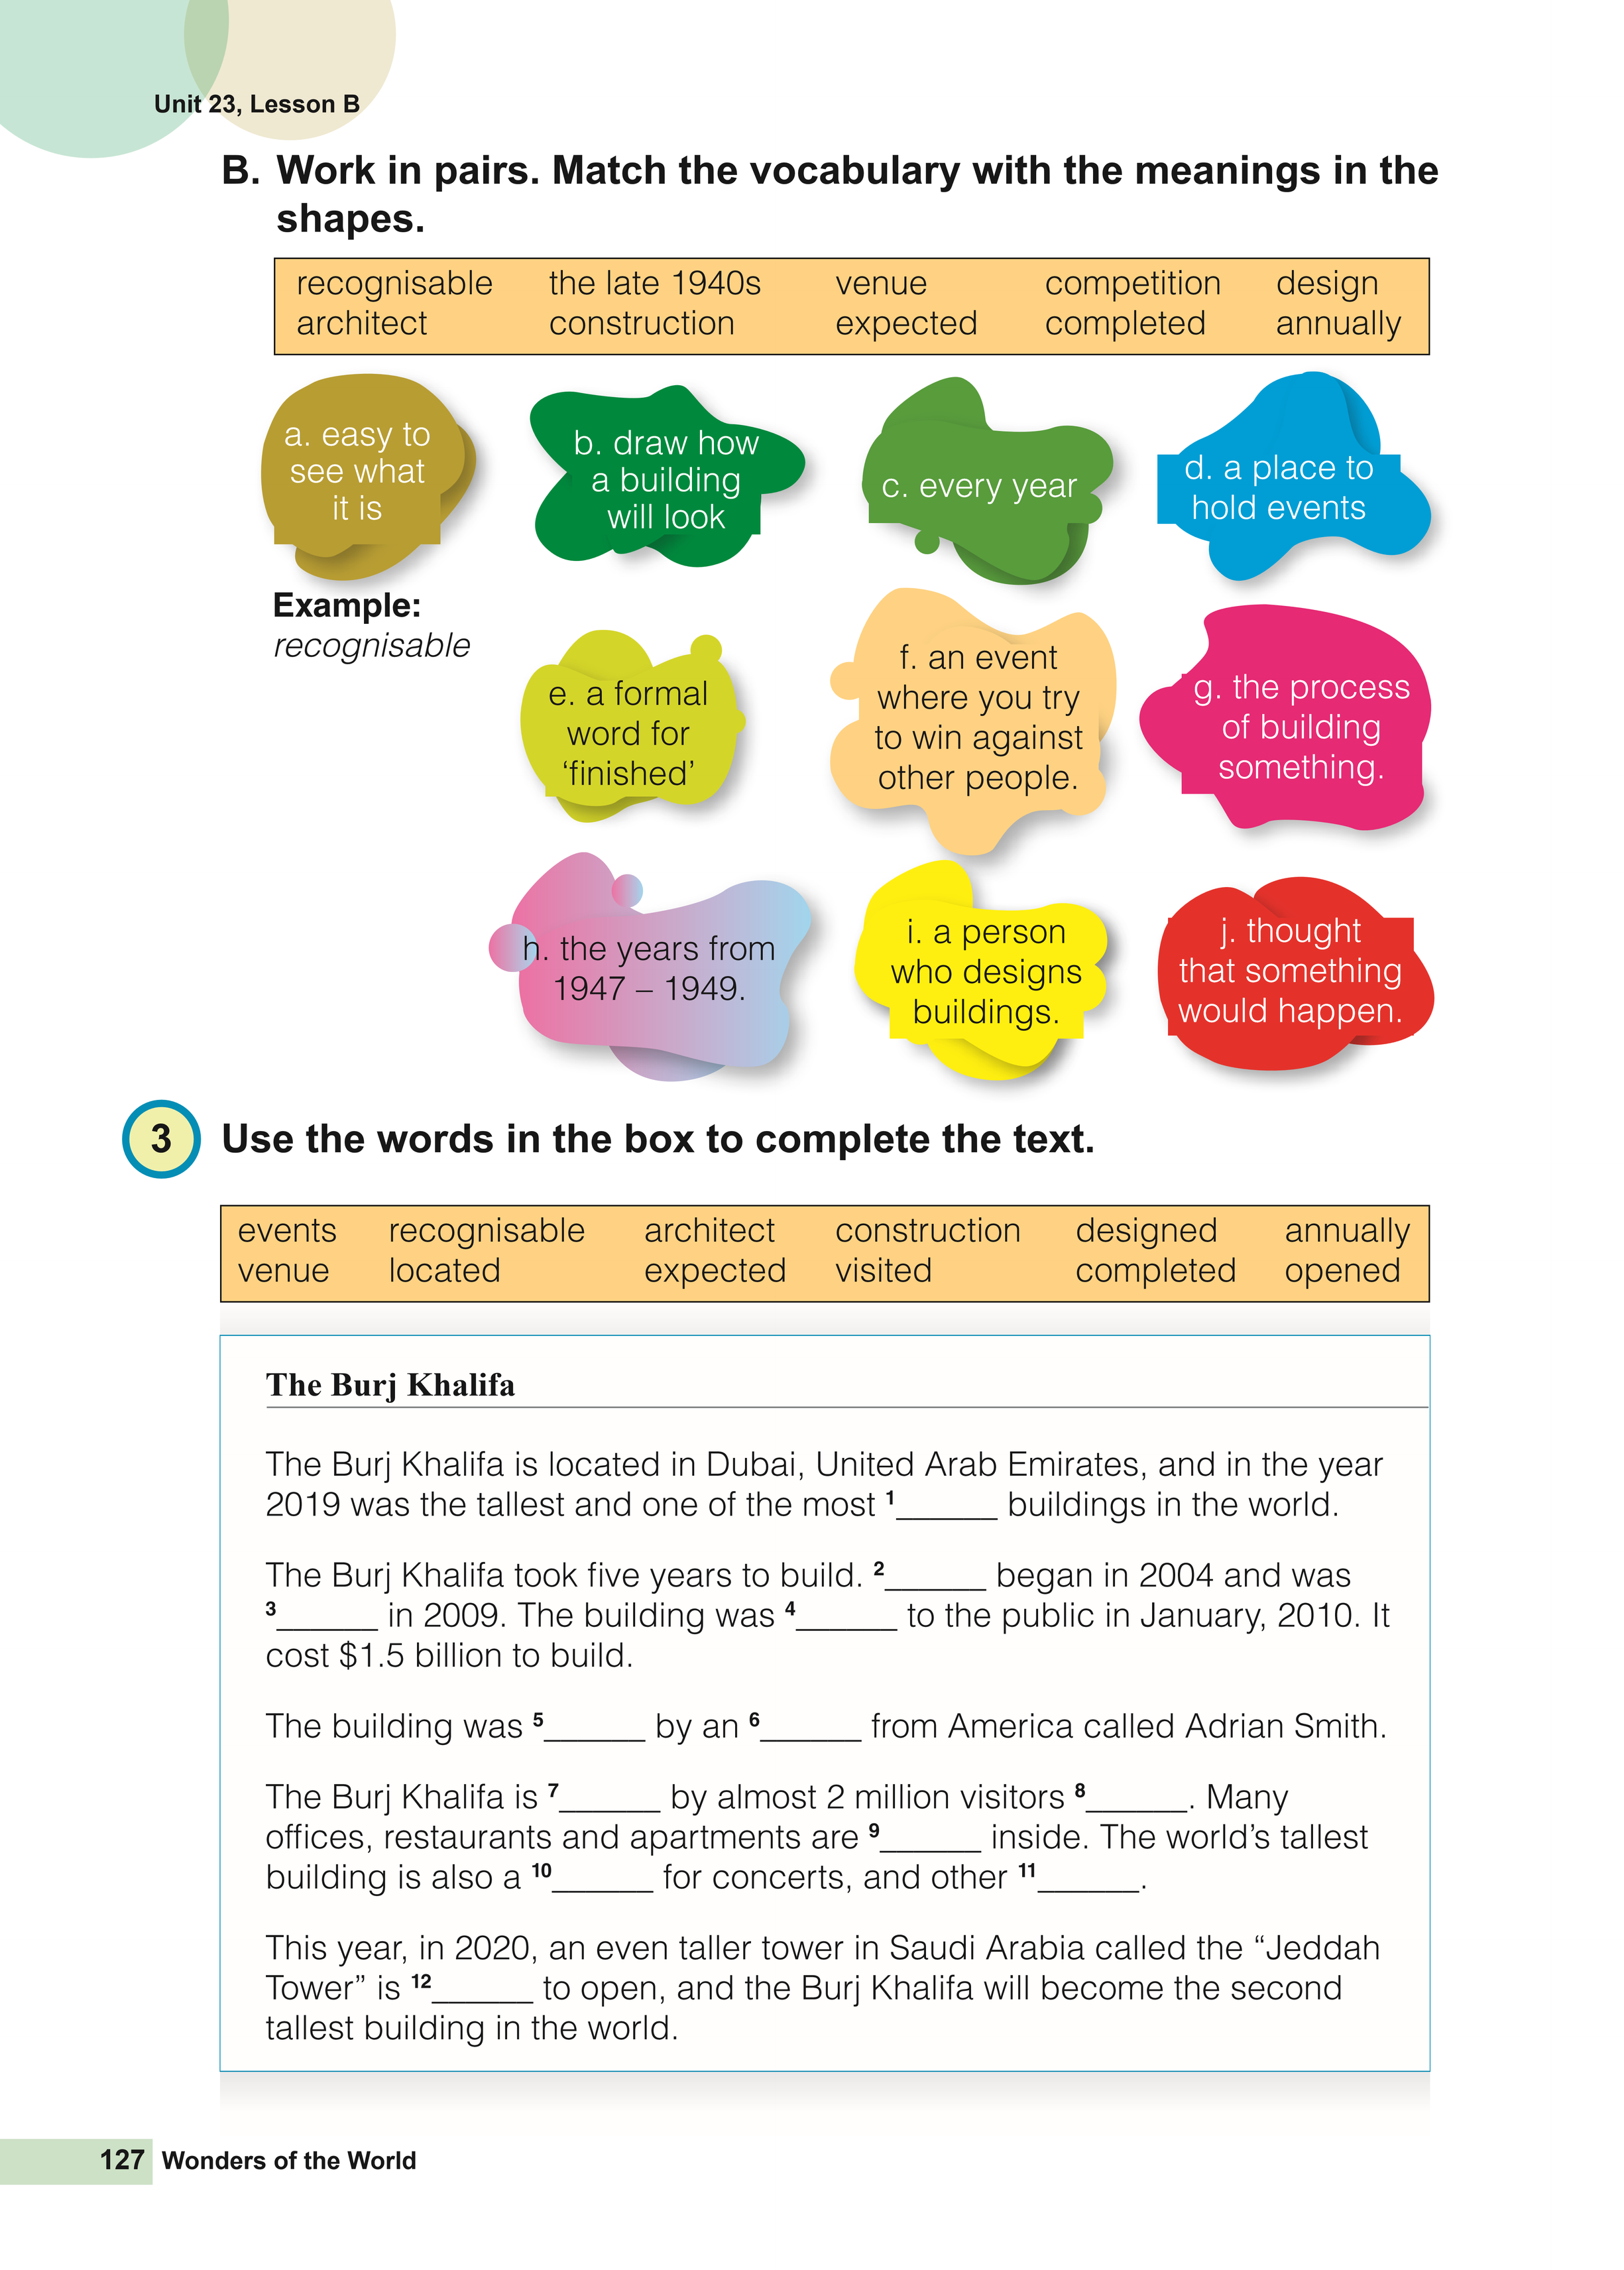 Unit 23, Lesson B
B. Work in pairs. Match the vocabulary with the meanings in the
shapes.
recognisable the late 1940s venue competition design
architect construction expected completed annually
a. easy to
see what
it is
b. draw how
a building
will look
c. every year
d. a place to
hold events
Example:
recognisable
e. a formal
word for
‘finished’
f. an event
where you try
to win against
other people.
g. the process
of building
something.
h. the years from
1947 – 1949.
i. a person
who designs
buildings.
j. thought
that something
would happen.
3 Use the words in the box to complete the text.
events recognisable architect construction designed annually
venue located expected visited completed opened
The Burj Khalifa
The Burj Khalifa is located in Dubai, United Arab Emirates, and in the year
2019 was the tallest and one of the most 1______ buildings in the world.
The Burj Khalifa took five years to build. 2______ began in 2004 and was
3______ in 2009. The building was 4______ to the public in January, 2010. It
cost $1.5 billion to build.
The building was 5______ by an 6______ from America called Adrian Smith.
The Burj Khalifa is 7______ by almost 2 million visitors 8______. Many
offices, restaurants and apartments are 9______ inside. The world’s tallest
building is also a 10______ for concerts, and other 11______.
This year, in 2020, an even taller tower in Saudi Arabia called the “Jeddah
Tower” is 12______ to open, and the Burj Khalifa will become the second
tallest building in the world.
127 Wonders of the World